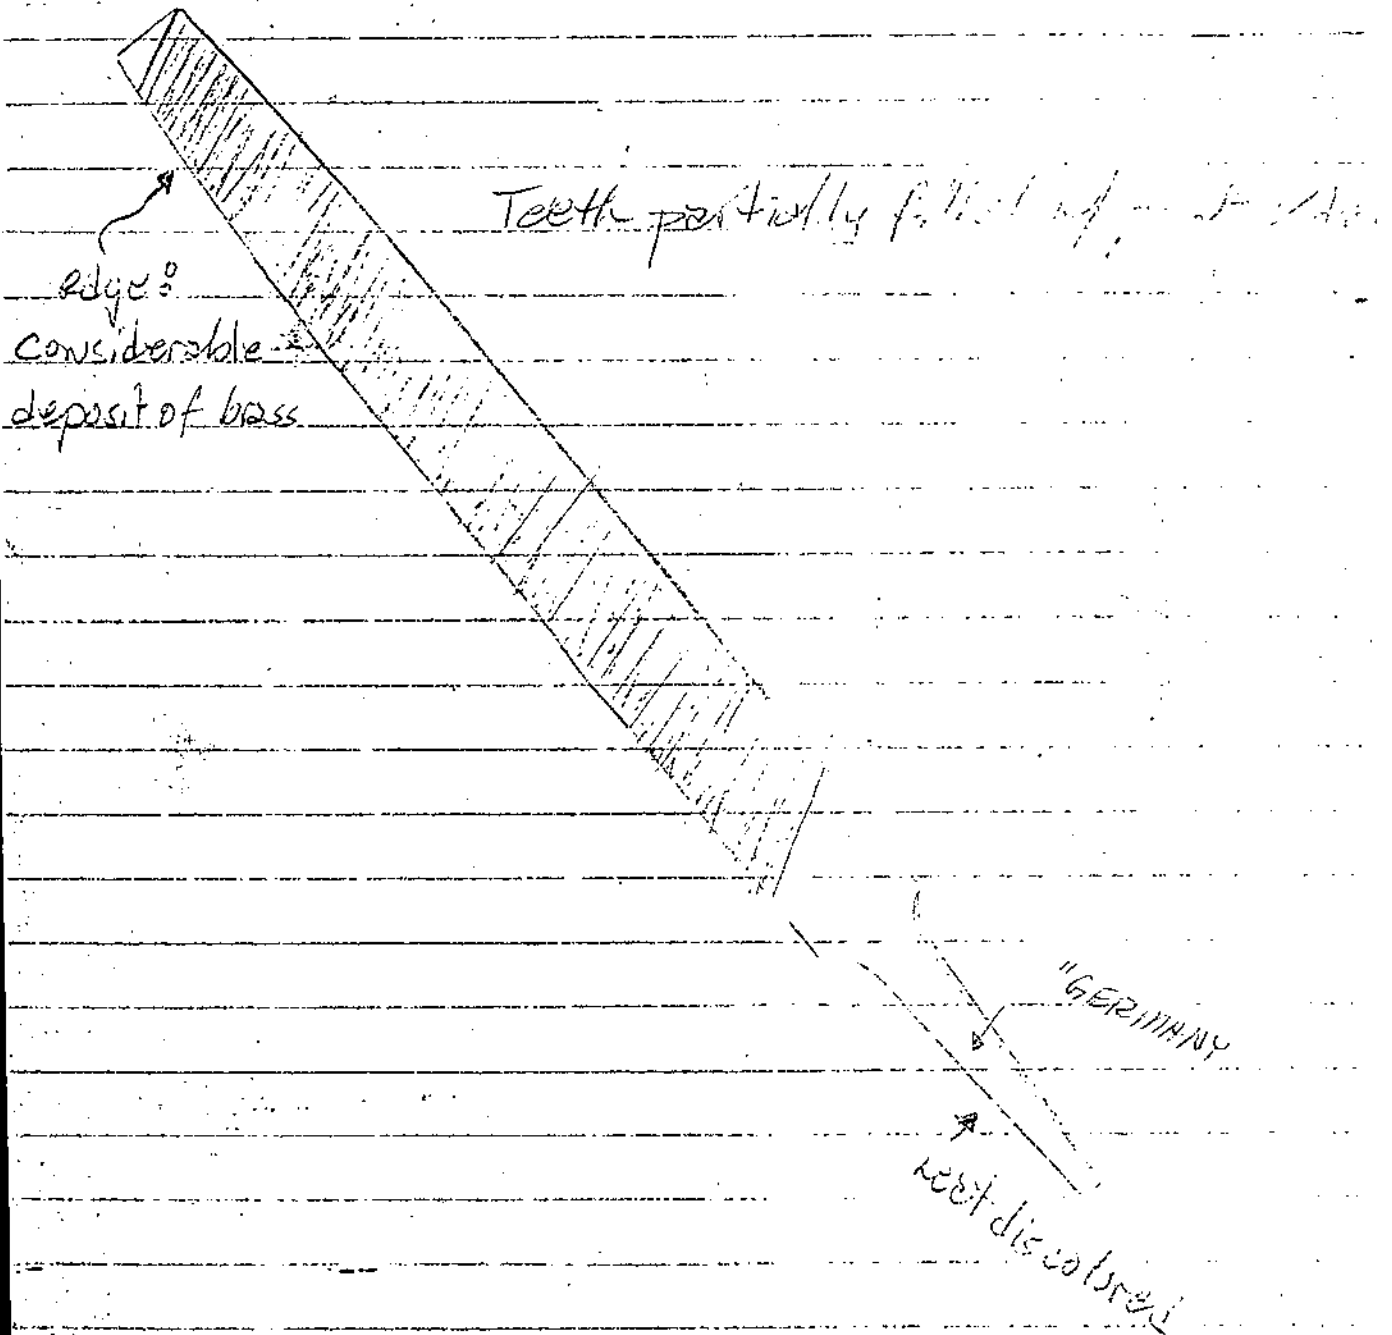 Teeth partially filled w/
edge:
considerable
deposit of brass
"GERMANY
discolored